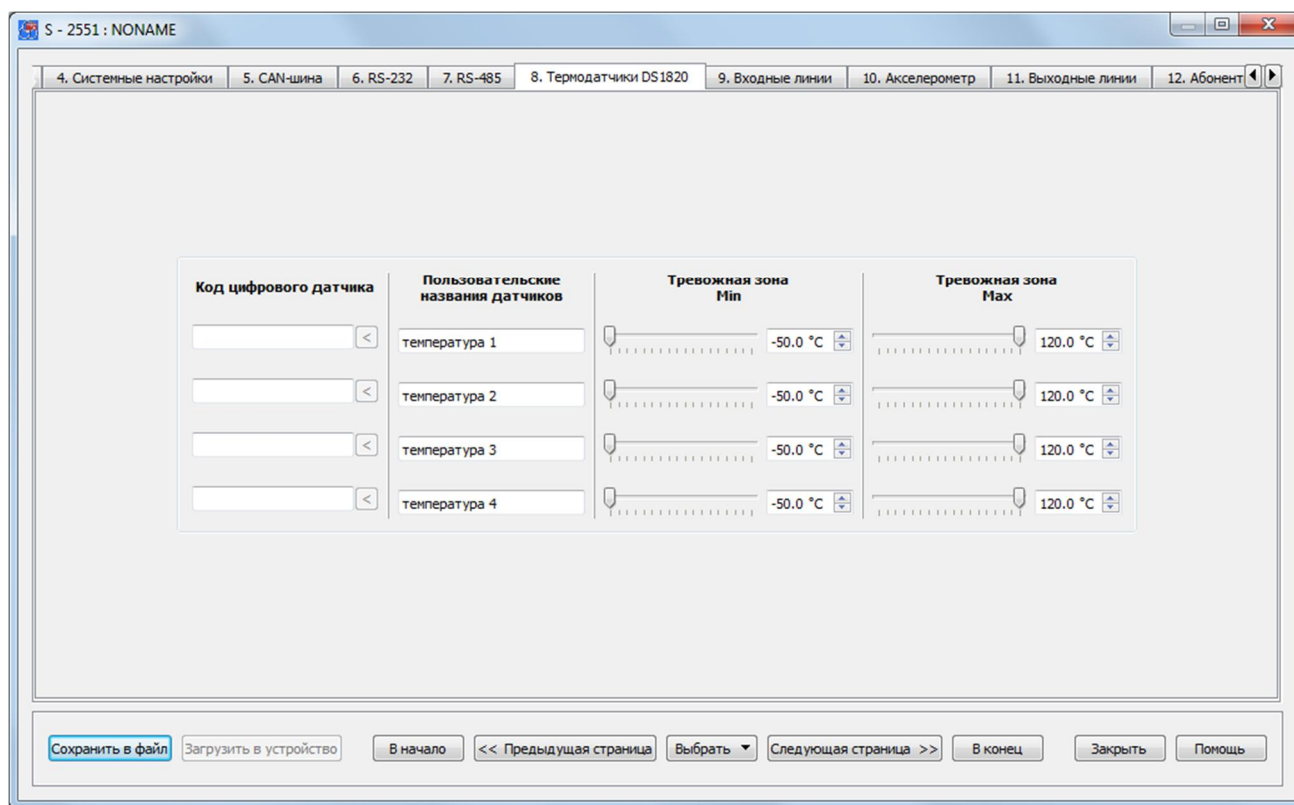 S - 2551 : NONAME
4. Системные настройки 5. CAN-шина 6. RS-232 7. RS-485 8. Термодатчики DS1820 9. Входные линии 10. Акселерометр 11. Выходные линии 12. Абонент
Код цифрового датчика
Пользовательские
названия датчиков
Тревожная зона
Min
Тревожная зона
Max
< температура 1 -50.0 °C 120.0 °C
< температура 2 -50.0 °C 120.0 °C
< температура 3 -50.0 °C 120.0 °C
< температура 4 -50.0 °C 120.0 °C
Сохранить в файл Загрузить в устройство В начало << Предыдущая страница Выбрать Следующая страница >> В конец Закрыть Помощь